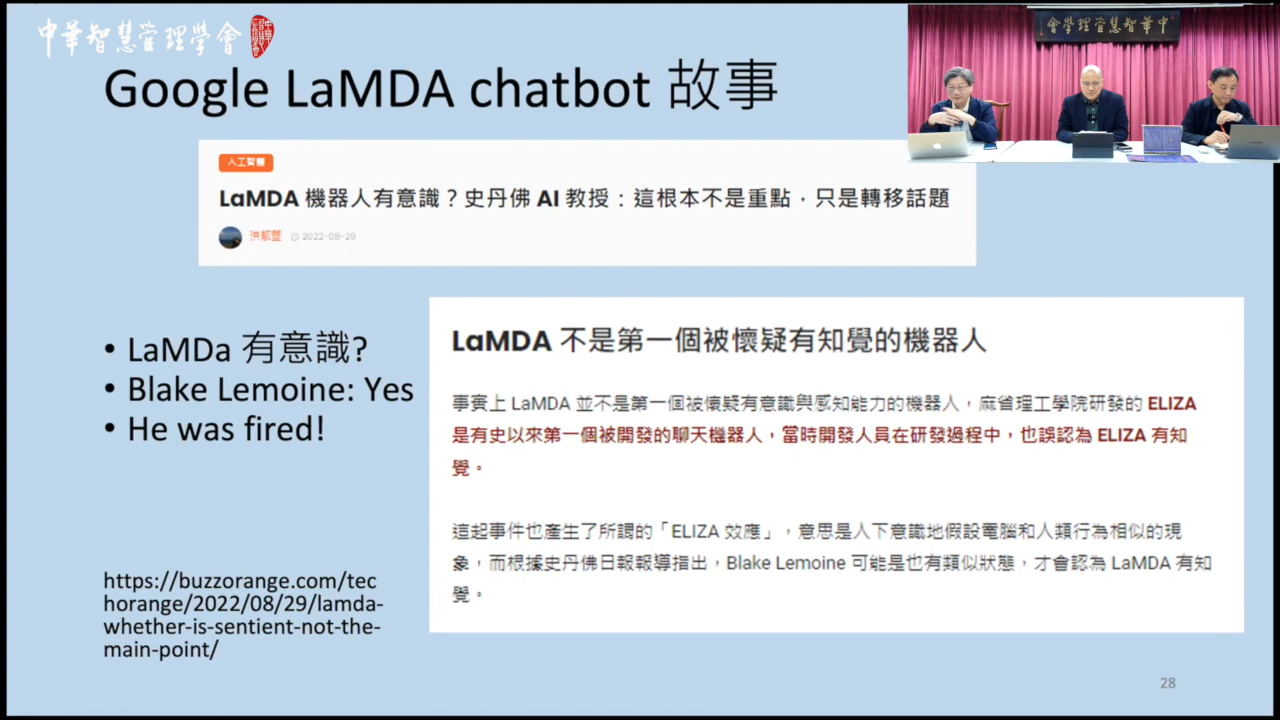 中華智慧管理學會
Google LaMDA chatbot 故事
會學理管慧智華中
人工智慧
LaMDA 機器人有意識？史丹佛 AI 教授：這根本不是重點，只是轉移話題
2022-08-29
• LaMDa 有意識?
• Blake Lemoine: Yes
• He was fired!
LaMDA 不是第一個被懷疑有知覺的機器人
事實上 LaMDA 並不是第一個被懷疑有意識與感知能力的機器人，麻省理工學院研發的 ELIZA
是有史以來第一個被開發的聊天機器人，當時開發人員在研發過程中，也誤認為 ELIZA 有知
覺。
這起事件也產生了所謂的「ELIZA 效應」，意思是人下意識地假設電腦和人類行為相似的現
象，而根據史丹佛日報報導指出，Blake Lemoine 可能是也有類似狀態，才會認為 LaMDA 有知
覺。
https://buzzorange.com/tec
horange/2022/08/29/lamda-
whether-is-sentient-not-the-
main-point/
28